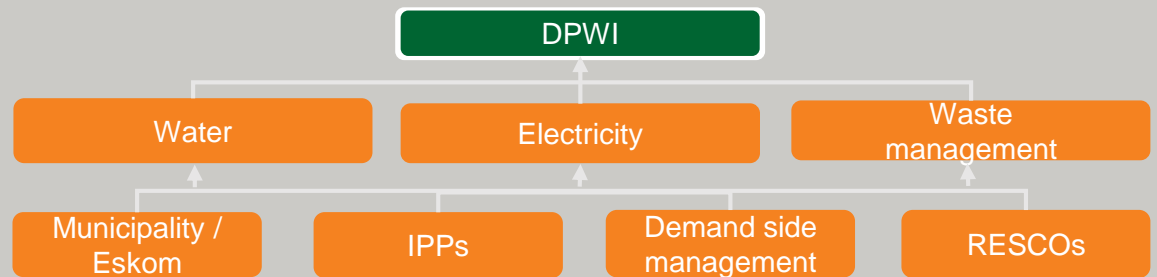 DPWI
Water
Electricity
Waste
management
Municipality /
Eskom
IPPs
Demand side
management
RESCOs